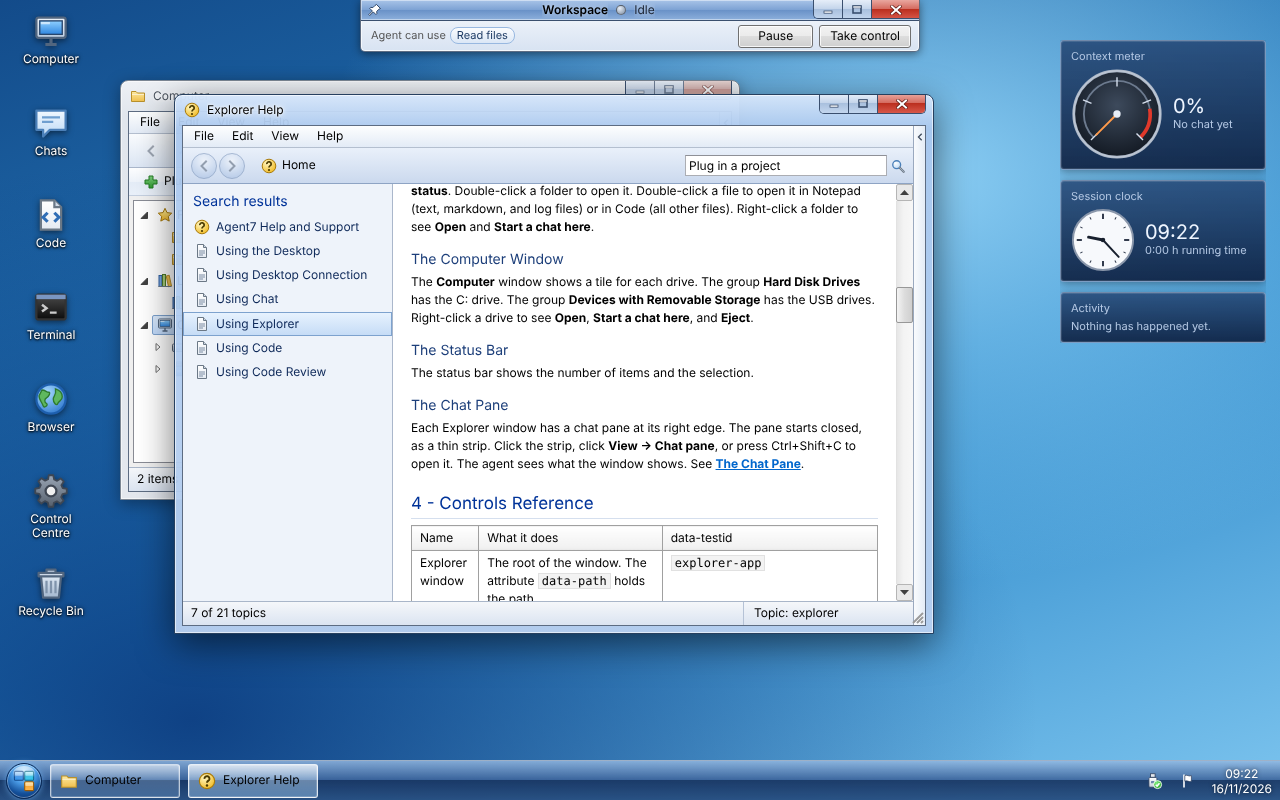 Workspace Idle
Agent can use Read files
Pause
Take control
Computer
Chats
Code
Terminal
Browser
Control
Centre
Recycle Bin
Context meter
0%
No chat yet
Session clock
09:22
0:00 h running time
Activity
Nothing has happened yet.
File
2 items
Explorer Help
File Edit View Help
Home
Plug in a project
Search results
Agent7 Help and Support
Using the Desktop
Using Desktop Connection
Using Chat
Using Explorer
Using Code
Using Code Review
status. Double-click a folder to open it. Double-click a file to open it in Notepad
(text, markdown, and log files) or in Code (all other files). Right-click a folder to
see Open and Start a chat here.
The Computer Window
The Computer window shows a tile for each drive. The group Hard Disk Drives
has the C: drive. The group Devices with Removable Storage has the USB drives.
Right-click a drive to see Open, Start a chat here, and Eject.
The Status Bar
The status bar shows the number of items and the selection.
The Chat Pane
Each Explorer window has a chat pane at its right edge. The pane starts closed,
as a thin strip. Click the strip, click View → Chat pane, or press Ctrl+Shift+C to
open it. The agent sees what the window shows. See The Chat Pane.
4 - Controls Reference
Name What it does data-testid
Explorer window
The root of the window. The
attribute data-path holds
the path
explorer-app
7 of 21 topics
Topic: explorer
Computer
Explorer Help
09:22
16/11/2026